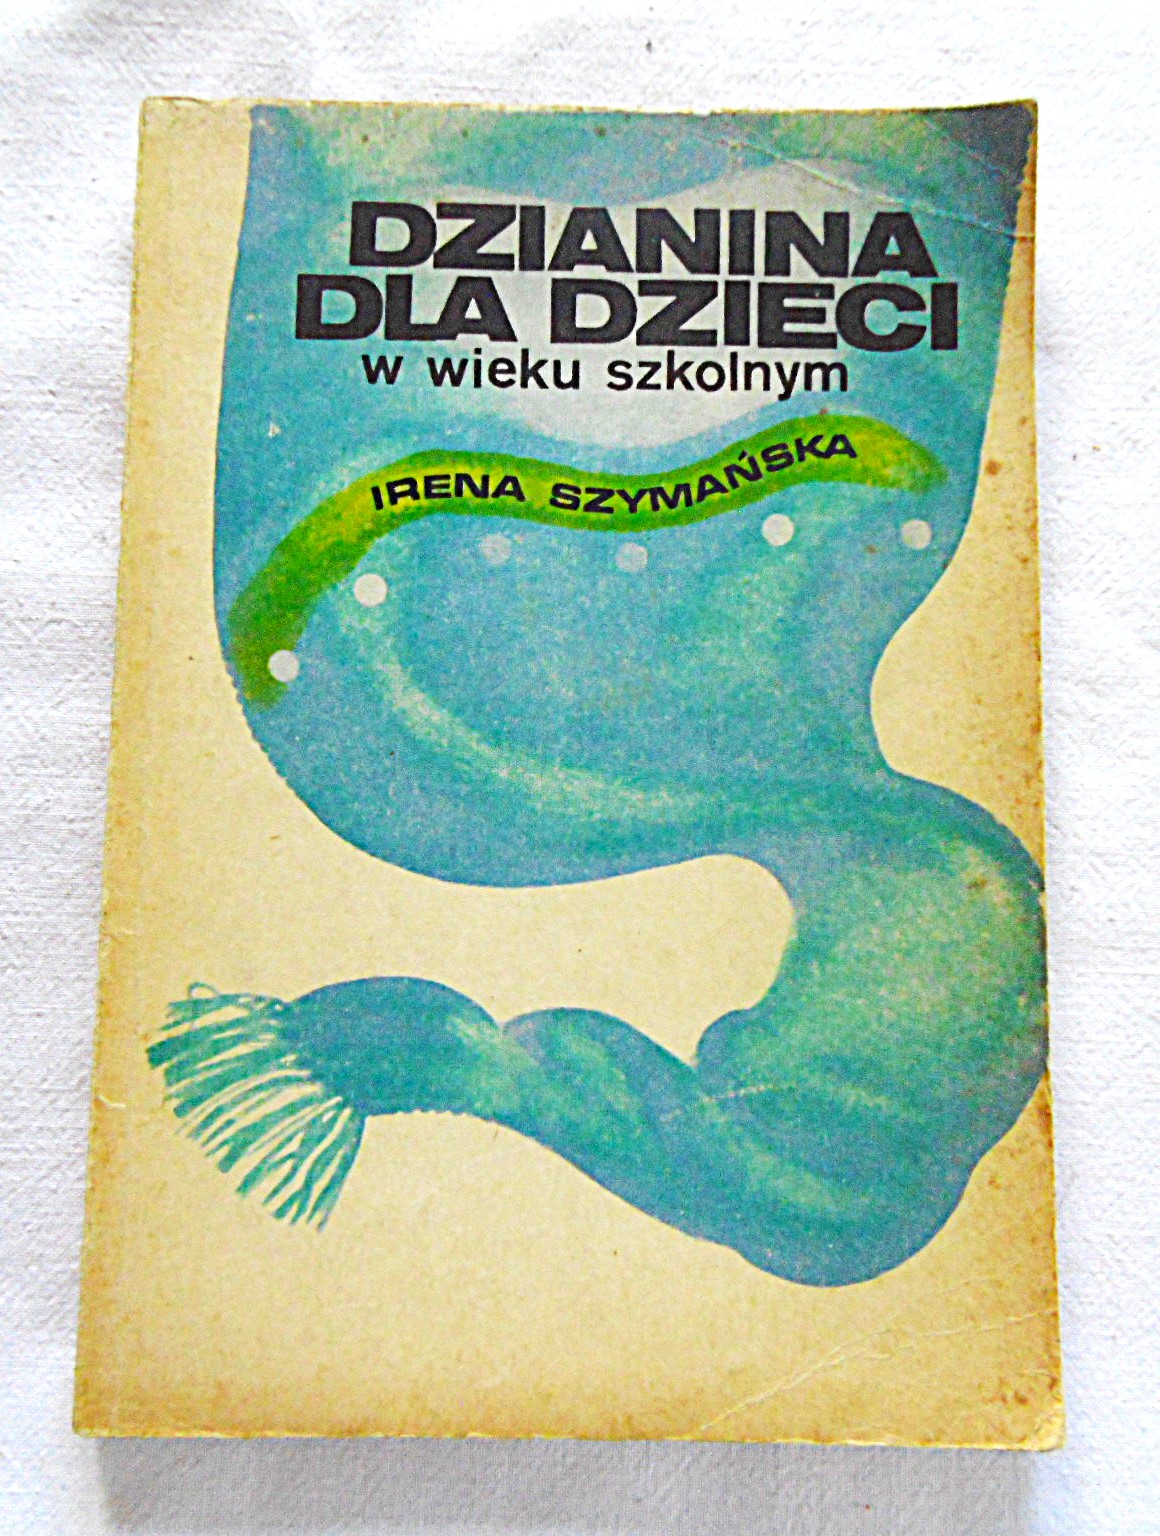 DZIANINA
DLA DZIECI
w wieku szkolnym
IRENA SZYMAŃSKA